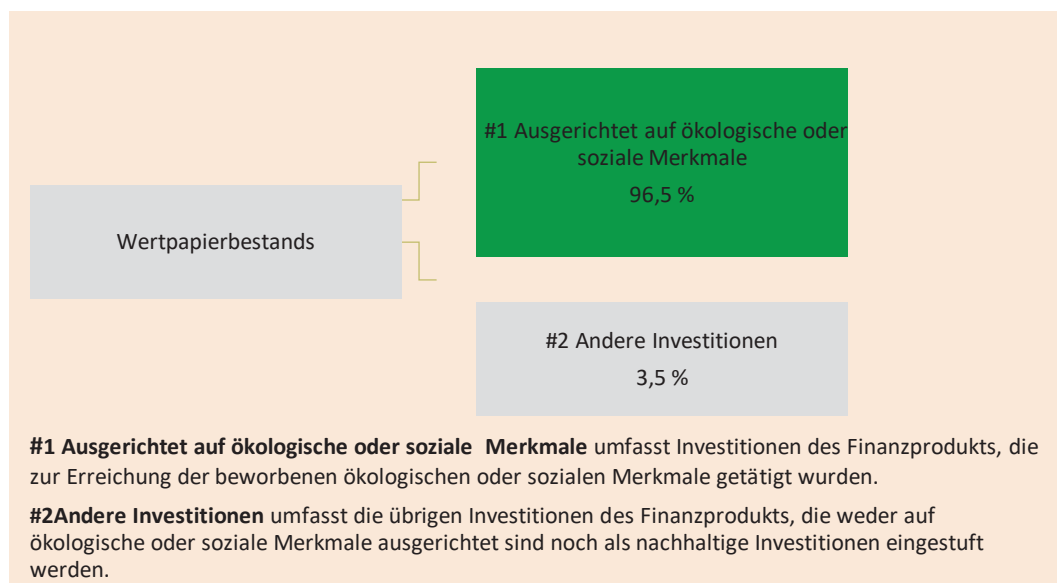 #1 Ausgerichtet auf ökologische oder
soziale Merkmale
96,5 %
Wertpapierbestands
#2 Andere Investitionen
3,5 %
#1 Ausgerichtet auf ökologische oder soziale Merkmale umfasst Investitionen des Finanzprodukts, die
zur Erreichung der beworbenen ökologischen oder sozialen Merkmale getätigt wurden.
#2Andere Investitionen umfasst die übrigen Investitionen des Finanzprodukts, die weder auf
ökologische oder soziale Merkmale ausgerichtet sind noch als nachhaltige Investitionen eingestuft
werden.